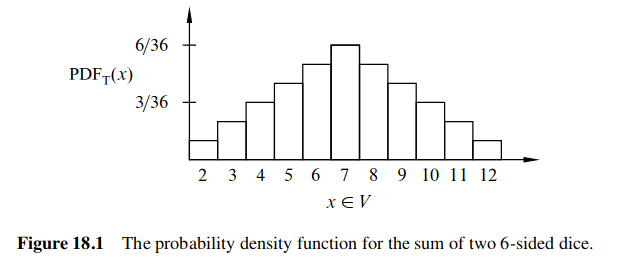 6/36
PDF_T(x)
3/36
2 3 4 5 6 7 8 9 10 11 12
x ∈ V
Figure 18.1 The probability density function for the sum of two 6-sided dice.